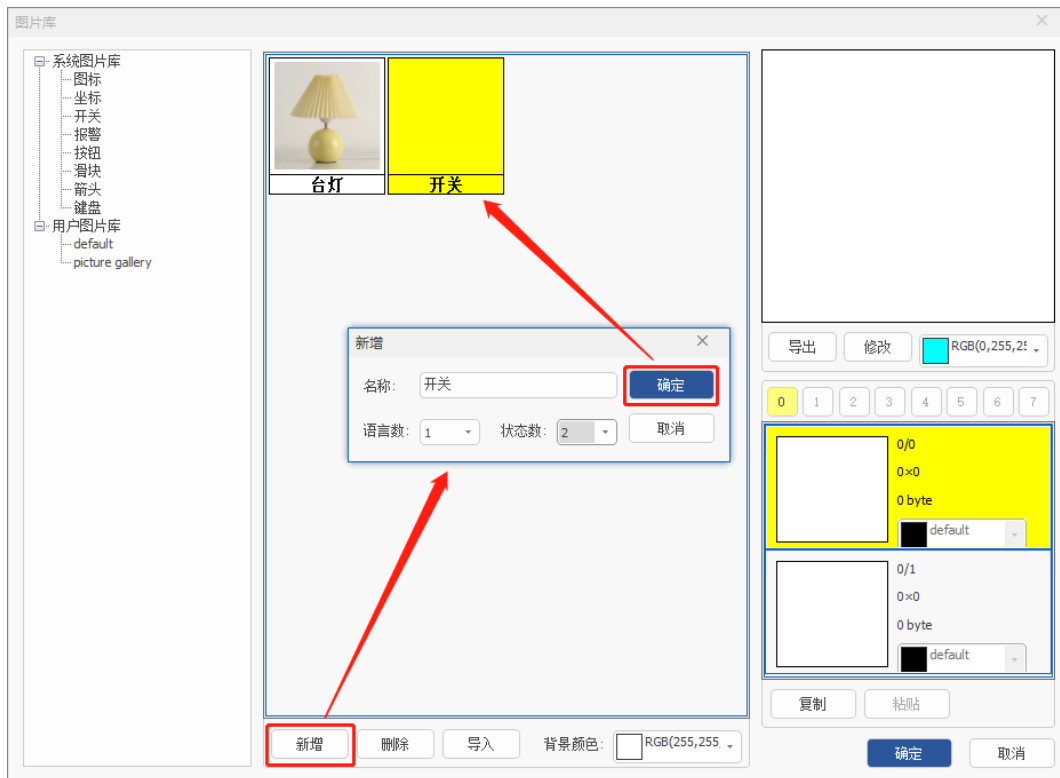 图片库
系统图片库
图标
坐标
开关
报警
按钮
滑块
箭头
键盘
用户图片库
default
picture gallery
台灯
开关
新增
名称:
开关
确定
语言数:
1
状态数:
2
取消
新增
删除
导入
背景颜色:
RGB(255,255,
导出
修改
RGB(0,255,25
0
1
2
3
4
5
6
7
0/0
0×0
0 byte
default
0/1
0×0
0 byte
default
复制
粘贴
确定
取消